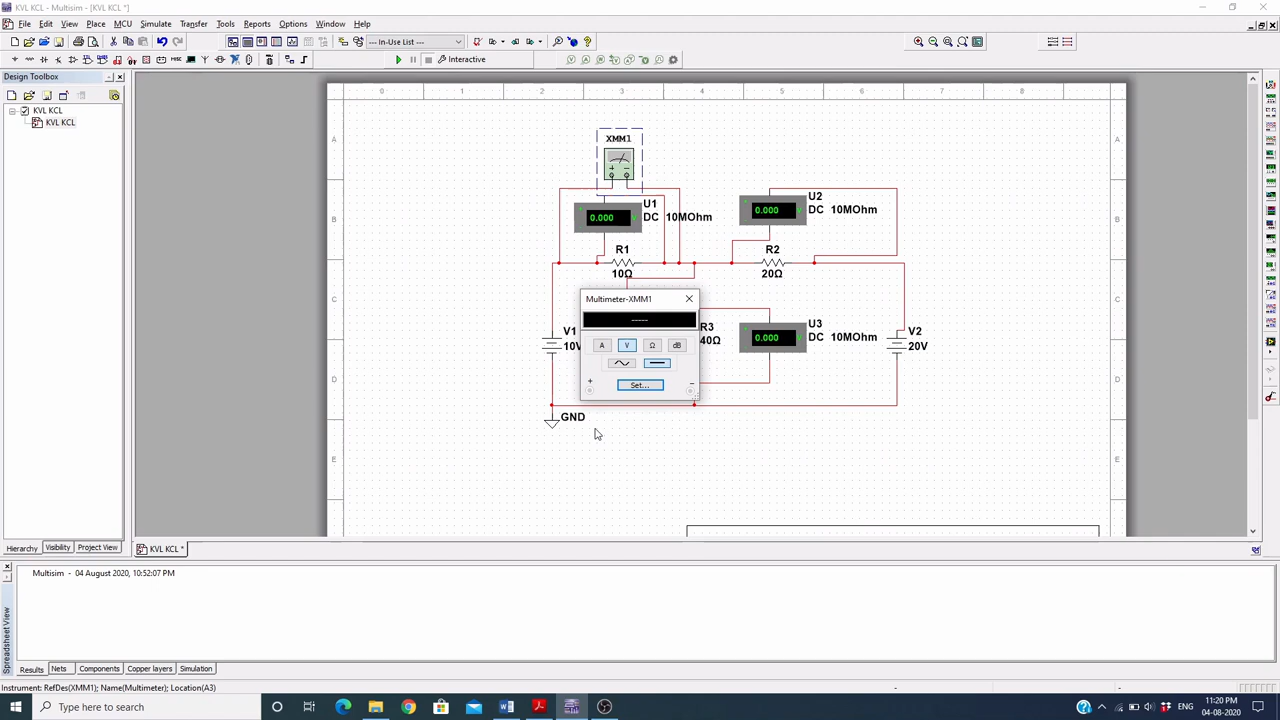 KVL KCL - Multisim - [KVL KCL *]
File Edit View Place MCU Simulate Transfer Tools Reports Options Window Help
--- In-Use List ---
Interactive
Design Toolbox
KVL KCL
KVL KCL
0 1 2 3 4 5 6 7 8
A A
XMM1
B B
U1
0.000 V
DC 10MOhm
U2
0.000 V
DC 10MOhm
R1
10Ω
R2
20Ω
C C
Multimeter-XMM1
-----
A V Ω dB
Set...
+ −
V1
10V
R3
40Ω
U3
0.000 V
DC 10MOhm
V2
20V
D D
GND
E E
Hierarchy Visibility Project View
KVL KCL *
Multisim - 04 August 2020, 10:52:07 PM
Spreadsheet View
Results Nets Components Copper layers Simulation
Instrument: RefDes(XMM1); Name(Multimeter); Location(A3)
- -
Type here to search
ENG
11:20 PM
04-08-2020